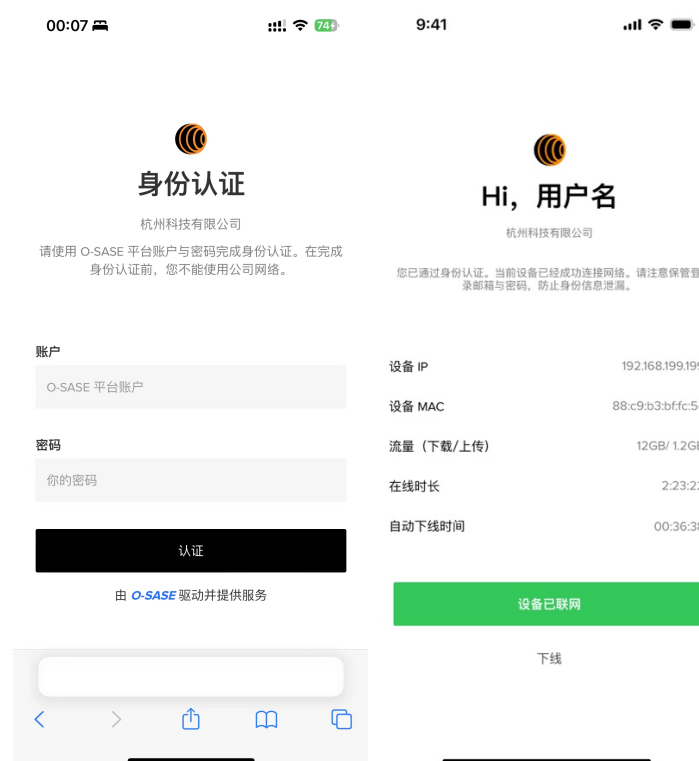 00:07
74
身份认证
杭州科技有限公司
请使用 O-SASE 平台账户与密码完成身份认证。在完成
身份认证前，您不能使用公司网络。
账户
O-SASE 平台账户
密码
你的密码
认证
由 O-SASE 驱动并提供服务
9:41
Hi，用户名
杭州科技有限公司
您已通过身份认证。当前设备已经成功连接网络。请注意保管登
录邮箱与密码，防止身份信息泄漏。
设备 IP 192.168.199.199
设备 MAC 88:c9:b3:bf:fc:5
流量（下载/上传） 12GB/ 1.2GB
在线时长 2:23:22
自动下线时间 00:36:38
设备已联网
下线